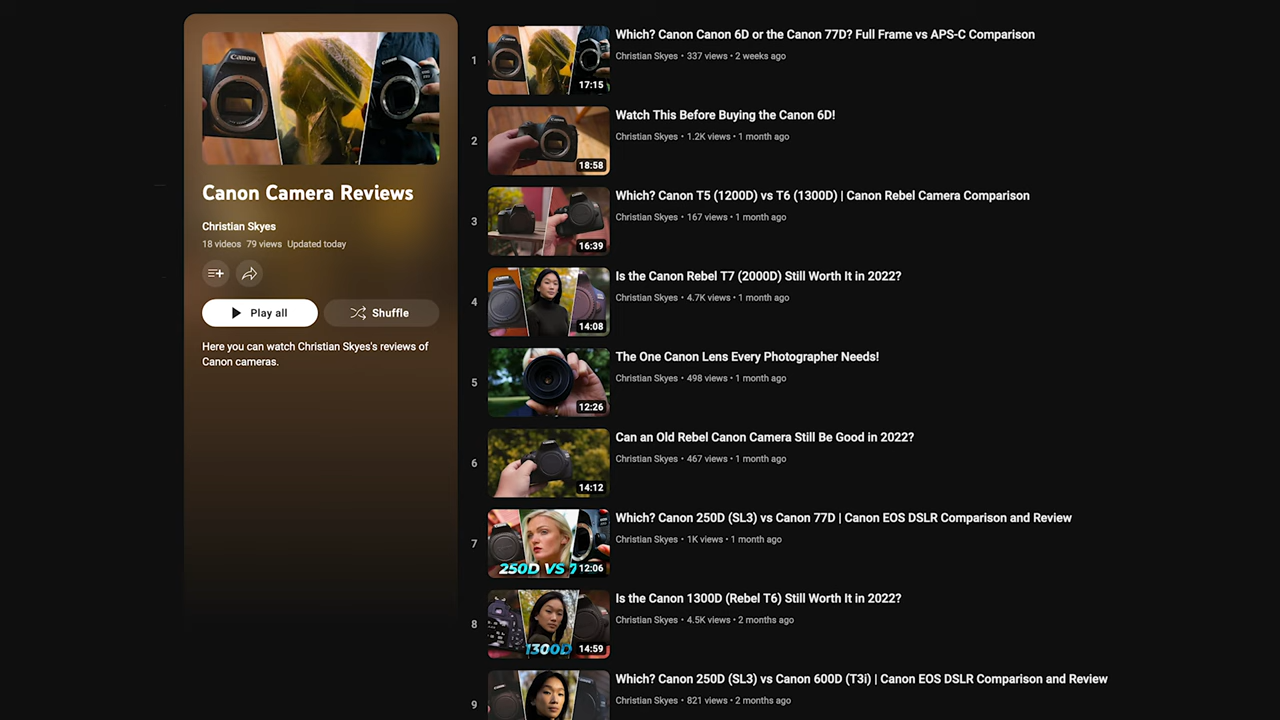 Canon
Canon Camera Reviews
Christian Skyes
18 videos 79 views Updated today
Play all
Shuffle
Here you can watch Christian Skyes's reviews of
Canon cameras.
1
17:15
Which? Canon Canon 6D or the Canon 77D? Full Frame vs APS-C Comparison
Christian Skyes • 337 views • 2 weeks ago
2
18:58
Watch This Before Buying the Canon 6D!
Christian Skyes • 1.2K views • 1 month ago
3
16:39
Which? Canon T5 (1200D) vs T6 (1300D) | Canon Rebel Camera Comparison
Christian Skyes • 167 views • 1 month ago
4
14:08
Is the Canon Rebel T7 (2000D) Still Worth It in 2022?
Christian Skyes • 4.7K views • 1 month ago
5
12:26
The One Canon Lens Every Photographer Needs!
Christian Skyes • 498 views • 1 month ago
6
14:12
Can an Old Rebel Canon Camera Still Be Good in 2022?
Christian Skyes • 467 views • 1 month ago
7
250D VS 7
12:06
Which? Canon 250D (SL3) vs Canon 77D | Canon EOS DSLR Comparison and Review
Christian Skyes • 1K views • 1 month ago
8
1300D
14:59
Is the Canon 1300D (Rebel T6) Still Worth It in 2022?
Christian Skyes • 4.5K views • 2 months ago
9
Which? Canon 250D (SL3) vs Canon 600D (T3i) | Canon EOS DSLR Comparison and Review
Christian Skyes • 821 views • 2 months ago